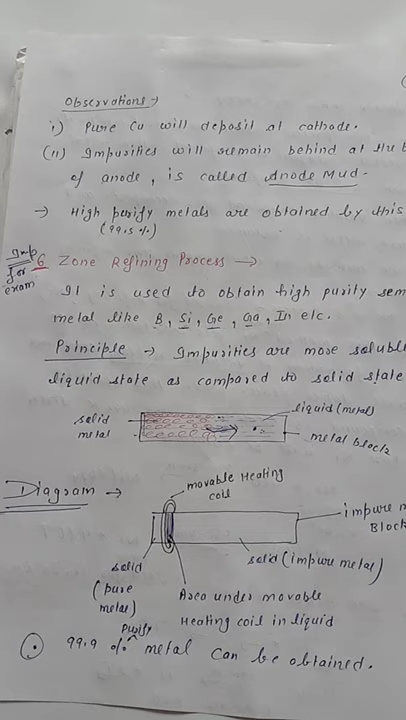 Observations →
i) Pure Cu will deposit at cathode.
(ii) Impurities will remain behind at the b
of anode, is called Anode Mud.
→ High purify metals are obtained by this
(99.5 %)
Imp for exam
6 Zone Refining Process →
It is used to obtain high purity sem
metal like B, Si, Ge, Ga, In etc.
Principle → Impurities are more soluble
liquid state as compared to solid state
solid metal
liquid (metal)
metal block
Diagram →
movable Heating coil
impure m
Block
solid (pure metal)
Area under movable Heating coil in liquid
solid (impure metal)
99.9 % purify metal can be obtained.